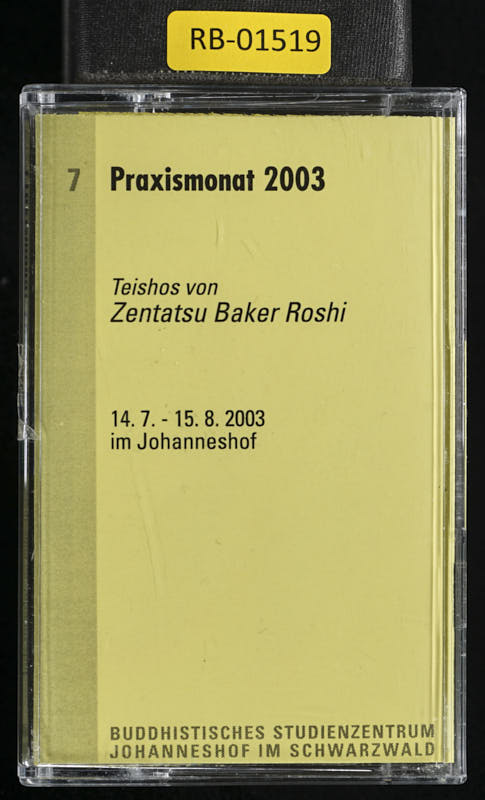 RB-01519
7 Praxismonat 2003
Teishos von
Zentatsu Baker Roshi
14. 7. - 15. 8. 2003
im Johanneshof
BUDDHISTISCHES STUDIENZENTRUM
JOHANNESHOF IM SCHWARZWALD